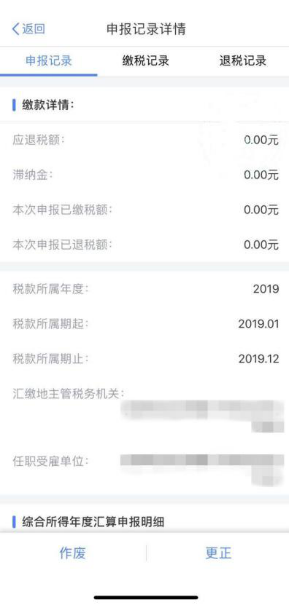 返回
申报记录详情
申报记录 缴税记录 退税记录
缴款详情:
应退税额: 0.00元
滞纳金: 0.00元
本次申报已缴税额: 0.00元
本次申报已退税额: 0.00元
税款所属年度: 2019
税款所属期起: 2019.01
税款所属期止: 2019.12
汇缴地主管税务机关:
任职受雇单位:
综合所得年度汇算申报明细
作废 更正